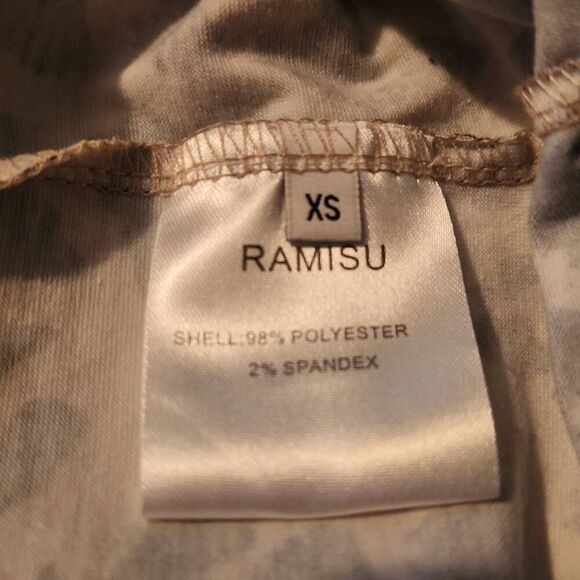 XS
RAMISU
SHELL:98% POLYESTER
2% SPANDEX